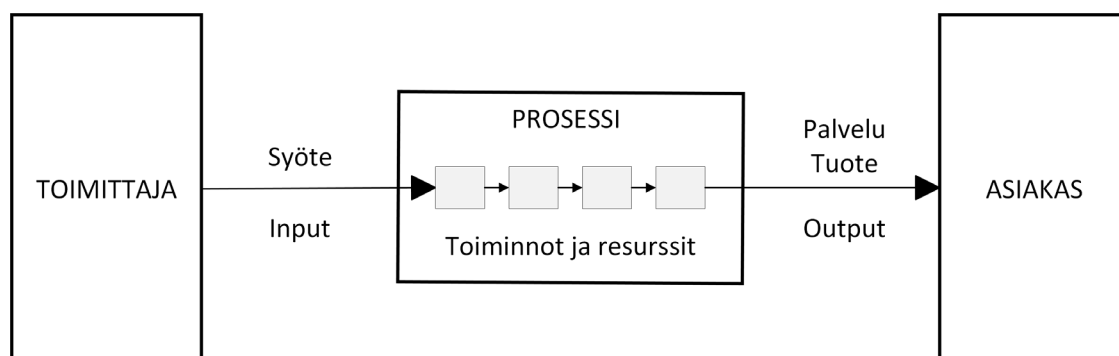 TOIMITTAJA
Syöte
Input
PROSESSI
Toiminnot ja resurssit
Palvelu
Tuote
Output
ASIAKAS